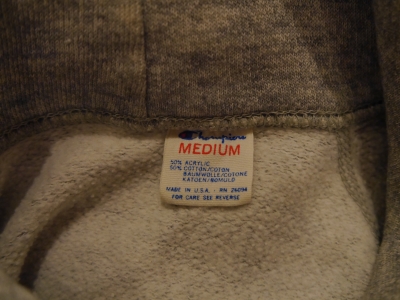 Champion
MEDIUM
50% ACRYLIC
50% COTTON/COTON
BAUMWOLLE/COTONE
KATOEN/BOMULD
MADE IN U.S.A. - RN 26094
FOR CARE SEE REVERSE